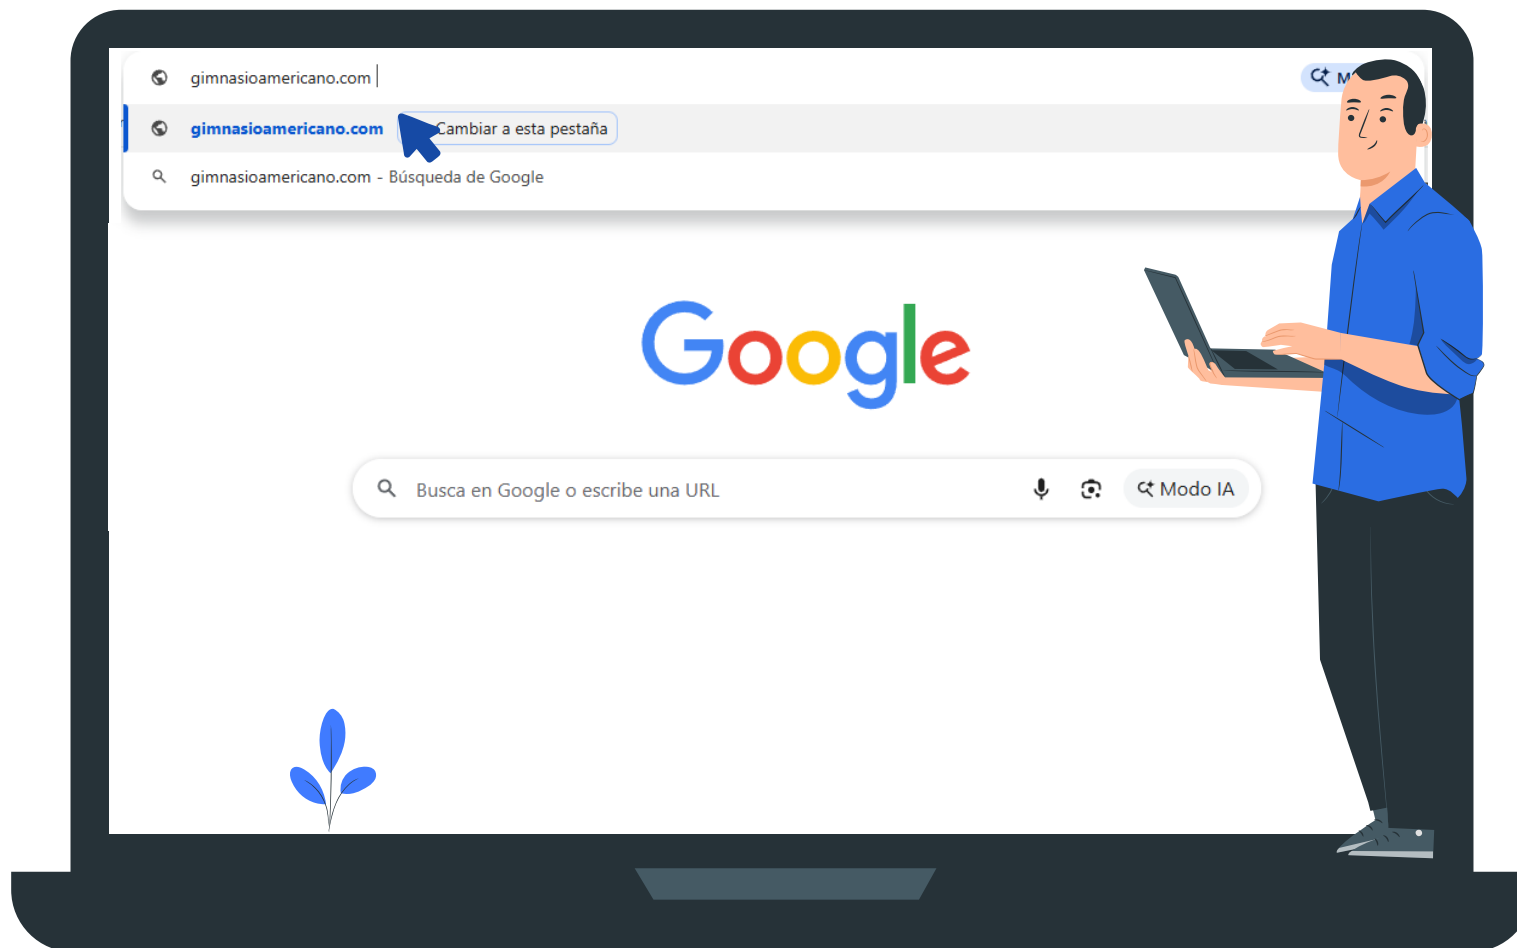 gimnasioamericano.com
gimnasioamericano.com Cambiar a esta pestaña
gimnasioamericano.com - Búsqueda de Google
Google
Busca en Google o escribe una URL Modo IA